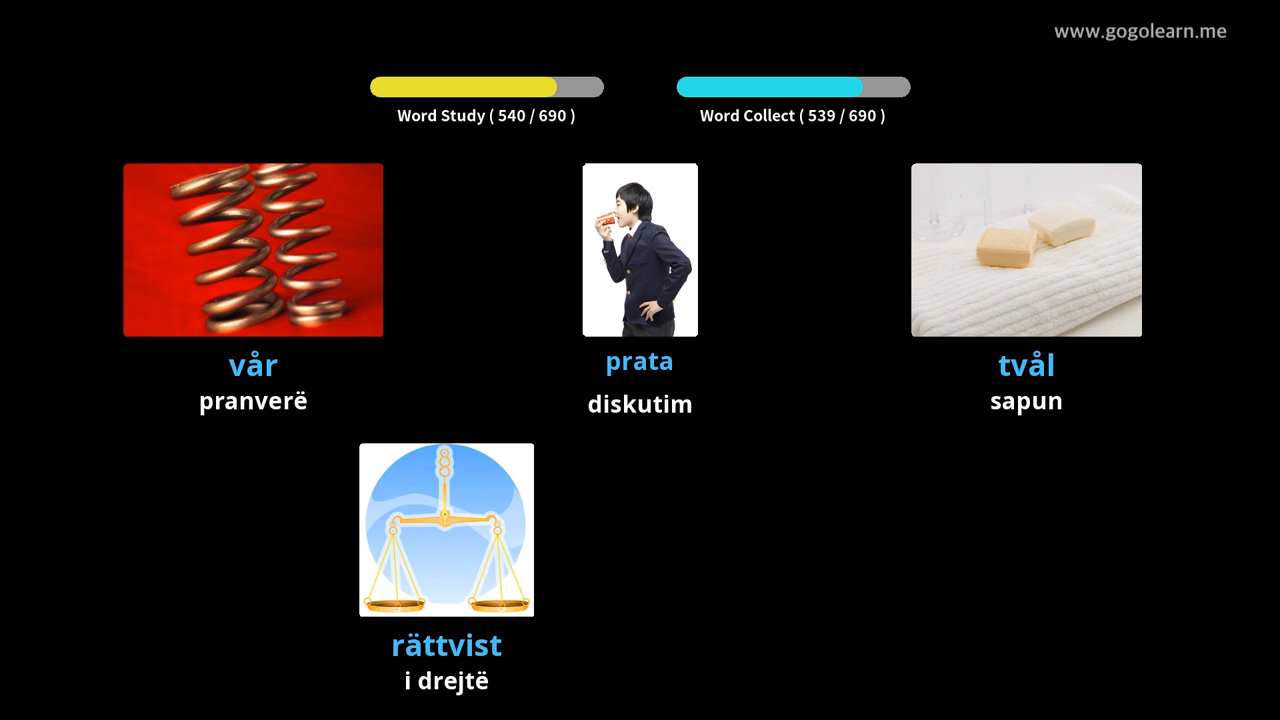 www.gogolearn.me
Word Study ( 540 / 690 )
Word Collect ( 539 / 690 )
vår
pranverë
prata
diskutim
tvål
sapun
rättvist
i drejtë